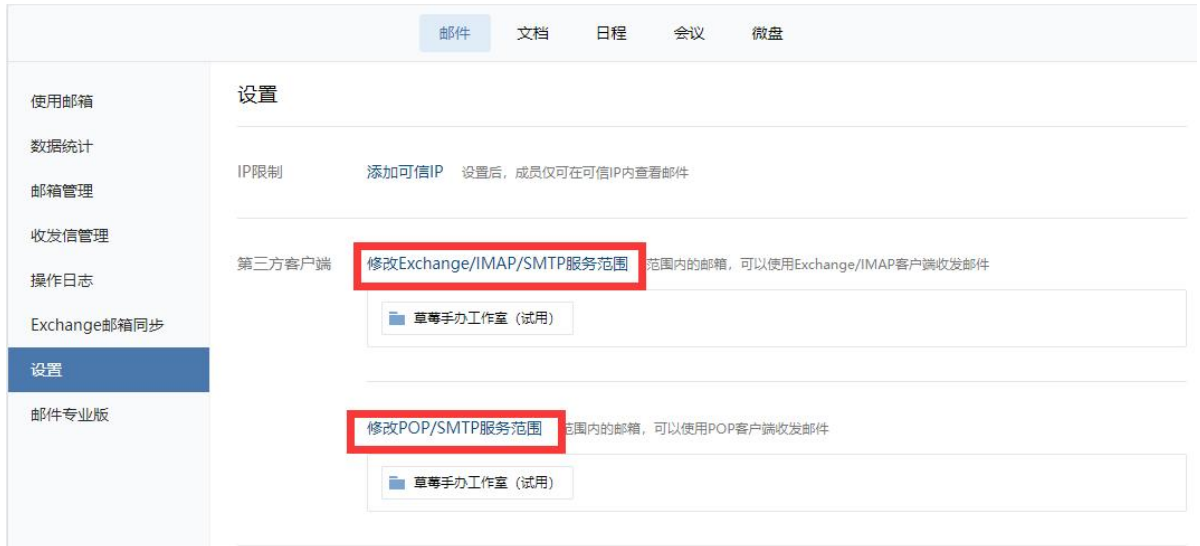 邮件 文档 日程 会议 微盘
使用邮箱
数据统计
邮箱管理
收发信管理
操作日志
Exchange邮箱同步
设置
邮件专业版
设置
IP限制 添加可信IP 设置后，成员仅可在可信IP内查看邮件
第三方客户端 修改Exchange/IMAP/SMTP服务范围 范围内的邮箱，可以使用Exchange/IMAP客户端收发邮件
草莓手办工作室（试用）
修改POP/SMTP服务范围 范围内的邮箱，可以使用POP客户端收发邮件
草莓手办工作室（试用）